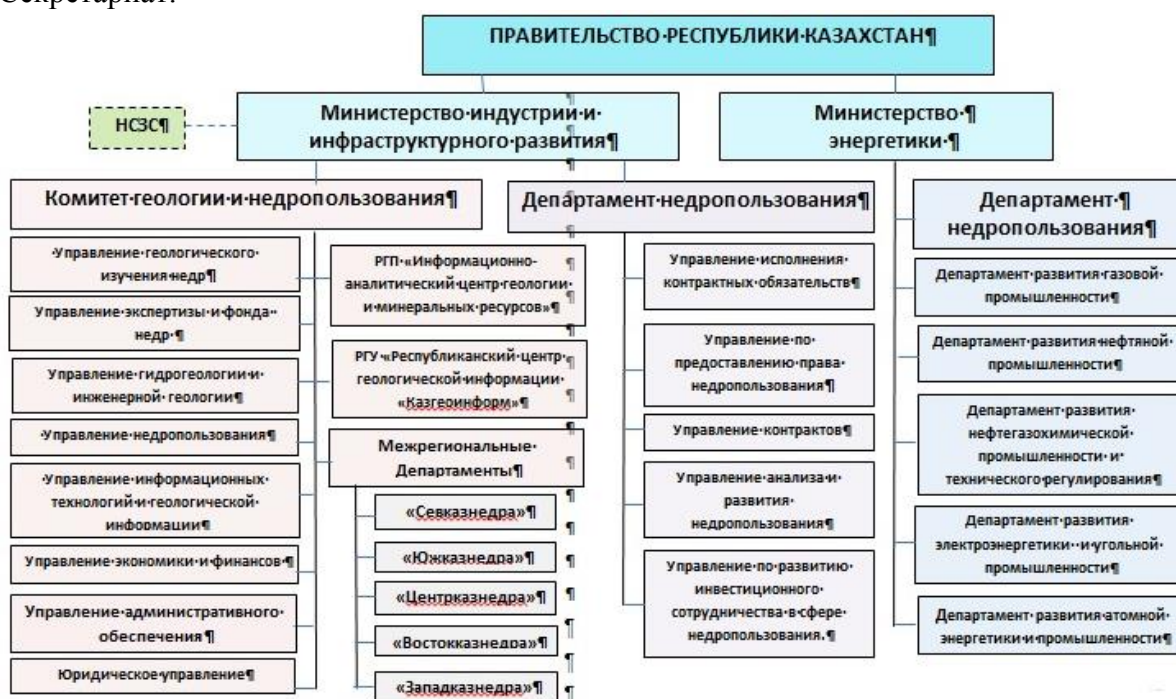 Секретариат.
ПРАВИТЕЛЬСТВО·РЕСПУБЛИКИ·КАЗАХСТАН¶
НСЗС¶
Министерство·индустрии·и·
инфраструктурного·развития¶
Министерство·¶
энергетики·¶
Комитет·геологии·и·недропользования¶
·Управление·геологического·
изучения·недр¶
Управление·экспертизы·и·фонда··
недр·¶
Управление·гидрогеологии·и·
инженерной·геологии¶
·Управление·недропользования¶
·Управление·информационных·
технологий·и·геологической·
информации¶
Управление·экономики·и·финансов·¶
Управление·административного·
обеспечения·¶
Юридическое·управление¶
РГП·«Информационно-
аналитический·центр·геологии·
и·минеральных·ресурсов»¶
РГУ·«Республиканский·центр·
геологической·информации·
«Казгеоинформ»¶
Межрегиональные·
Департаменты¶
«Севказнедра»¶
«Южказнедра»¶
«Центрказнедра»¶
«Востокказнедра»¶
«Западказнедра»¶
Департамент·недропользования¶
Управление·исполнения·
контрактных·обязательств¶
Управление·по·
предоставлению·права·
недропользования¶
Управление·контрактов¶
Управление·анализа·и·
развития·
недропользования¶
Управление·по·развитию·
инвестиционного·
сотрудничества·в·сфере·
недропользования.¶
Департамент·¶
недропользования¶
Департамент·развития·газовой·
промышленности¶
Департамент·развития·нефтяной·
промышленности¶
Департамент·развития·
нефтегазохимической·
промышленности·и·
технического·регулирования¶
Департамент·развития·
электроэнергетики··и·угольной·
промышленности¶
Департамент·развития·атомной·
энергетики·и·промышленности¶